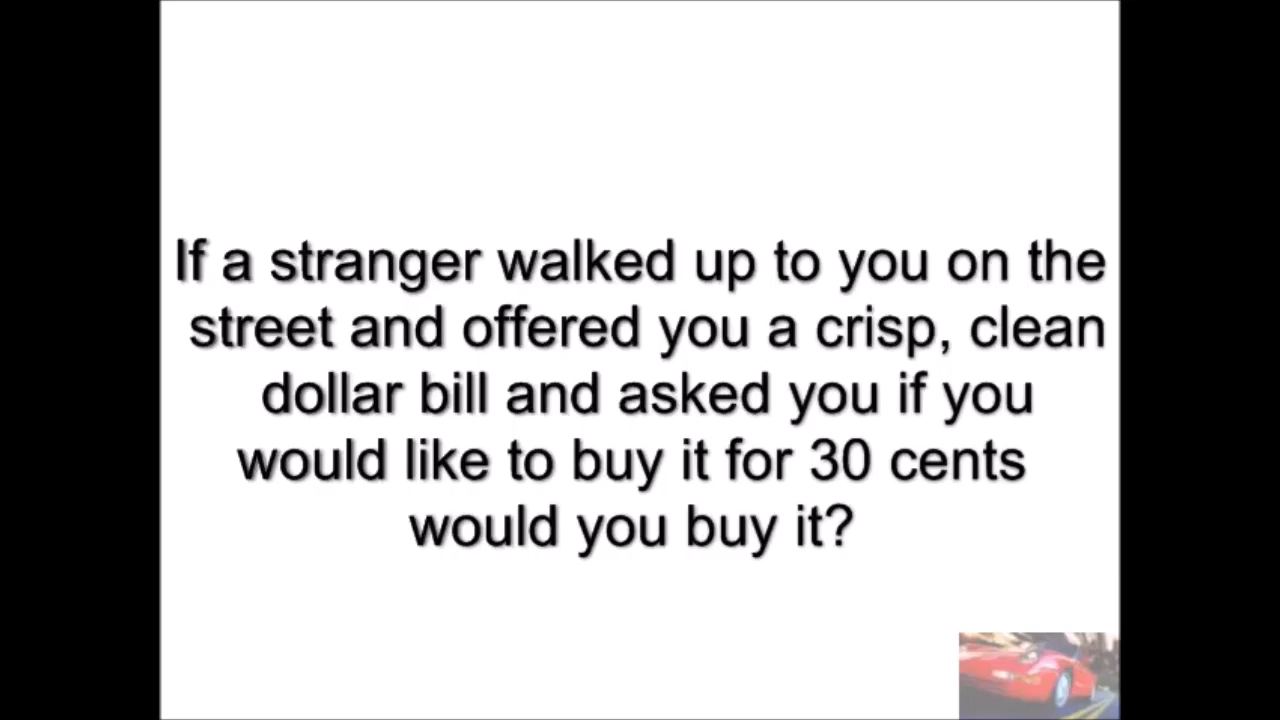 If a stranger walked up to you on the
street and offered you a crisp, clean
dollar bill and asked you if you
would like to buy it for 30 cents
would you buy it?